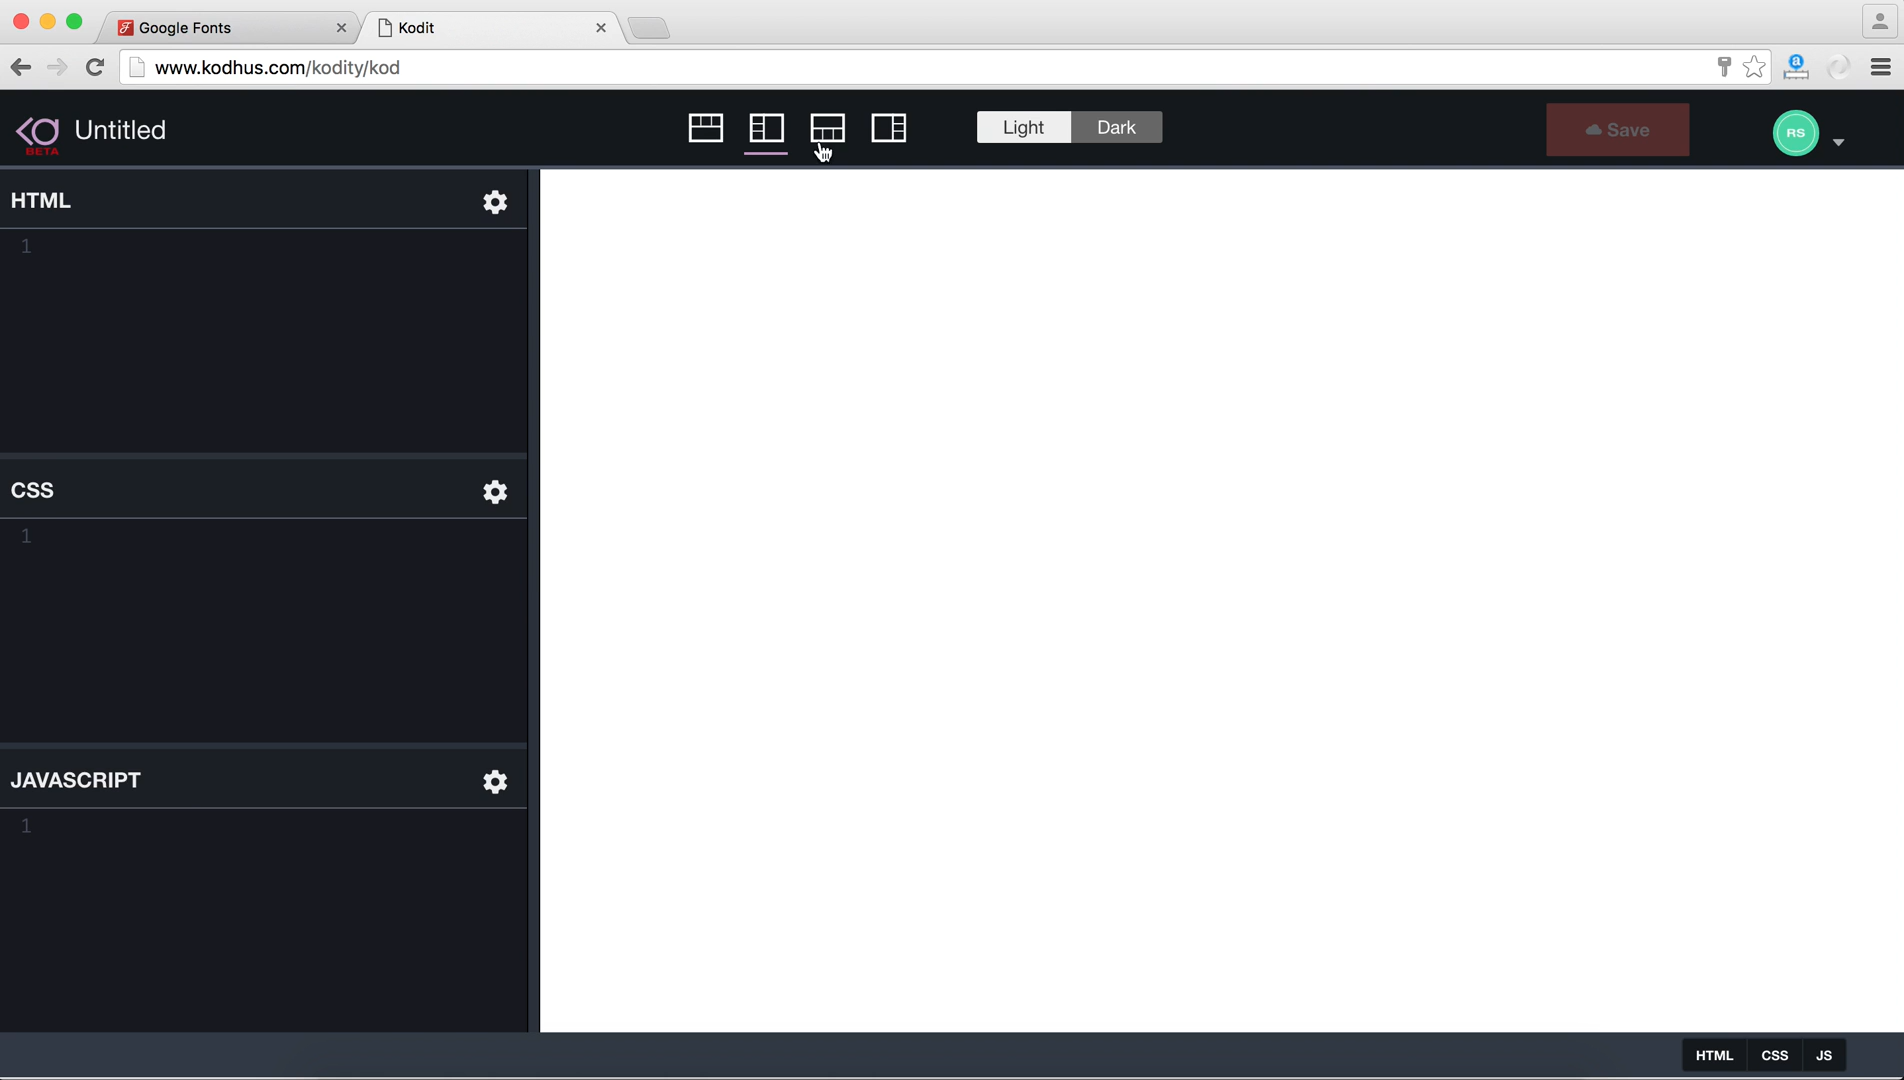 Google Fonts
Kodit
www.kodhus.com/kodity/kod
a
BETA
Untitled
Light
Dark
Save
RS
HTML
1
CSS
1
JAVASCRIPT
1
HTML
CSS
JS